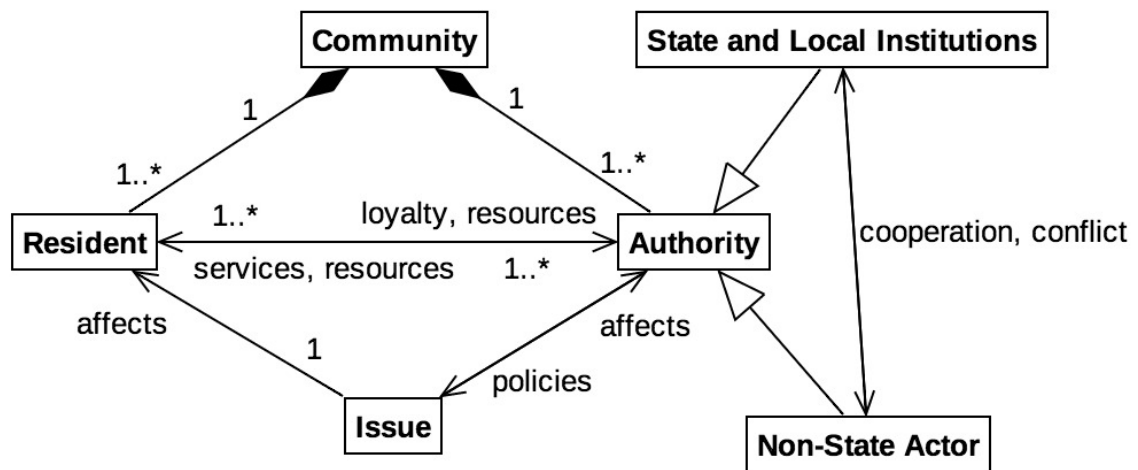 Community
State and Local Institutions
1
1
1..*
1..*
1..*
loyalty, resources
Resident
Authority
cooperation, conflict
services, resources
1..*
affects
affects
1
policies
Issue
Non-State Actor